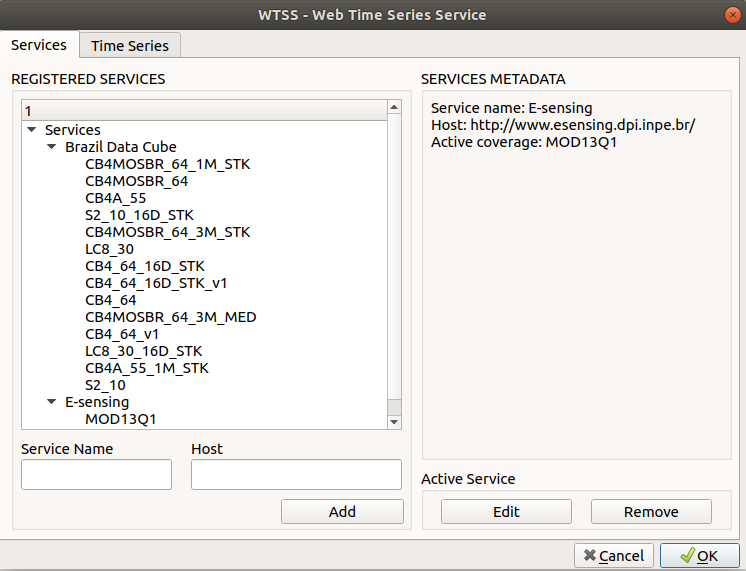 WTSS - Web Time Series Service
Services
Time Series
REGISTERED SERVICES
1
Services
Brazil Data Cube
CB4MOSBR_64_1M_STK
CB4MOSBR_64
CB4A_55
S2_10_16D_STK
CB4MOSBR_64_3M_STK
LC8_30
CB4_64_16D_STK
CB4_64_16D_STK_v1
CB4_64
CB4MOSBR_64_3M_MED
CB4_64_v1
LC8_30_16D_STK
CB4A_55_1M_STK
S2_10
E-sensing
MOD13Q1
Service Name
Host
Add
SERVICES METADATA
Service name: E-sensing
Host: http://www.esensing.dpi.inpe.br/
Active coverage: MOD13Q1
Active Service
Edit
Remove
Cancel
OK